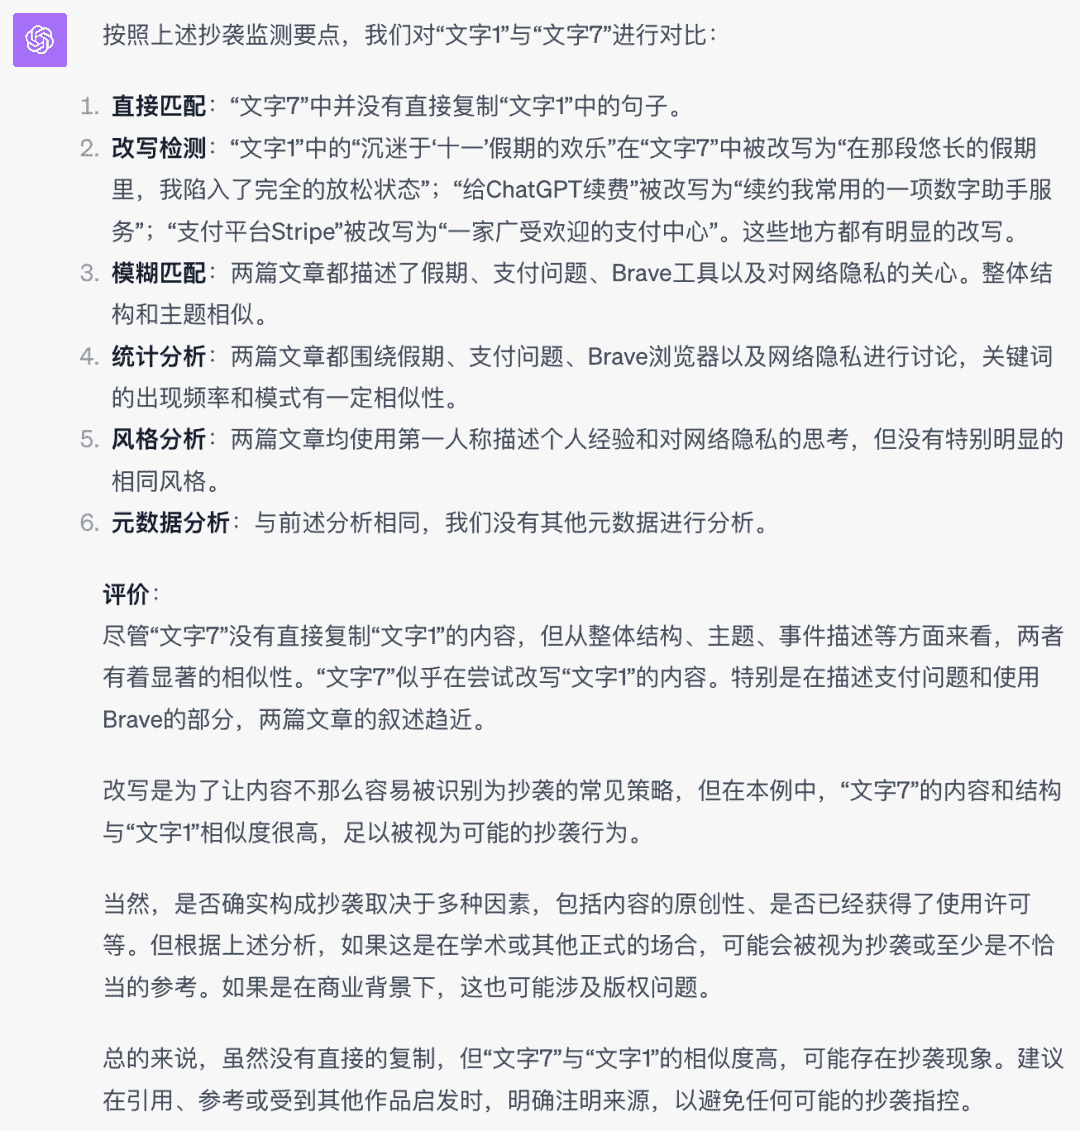 按照上述抄袭监测要点，我们对“文字1”与“文字7”进行对比：
1. 直接匹配：“文字7”中并没有直接复制“文字1”中的句子。
2. 改写检测：“文字1”中的“沉迷于‘十一’假期的欢乐”在“文字7”中被改写为“在那段悠长的假期
里，我陷入了完全的放松状态”；“给ChatGPT续费”被改写为“续约我常用的一项数字助手服
务”；“支付平台Stripe”被改写为“一家广受欢迎的支付中心”。这些地方都有明显的改写。
3. 模糊匹配：两篇文章都描述了假期、支付问题、Brave工具以及对网络隐私的关心。整体结
构和主题相似。
4. 统计分析：两篇文章都围绕假期、支付问题、Brave浏览器以及网络隐私进行讨论，关键词
的出现频率和模式有一定相似性。
5. 风格分析：两篇文章均使用第一人称描述个人经验和对网络隐私的思考，但没有特别明显的
相同风格。
6. 元数据分析：与前述分析相同，我们没有其他元数据进行分析。
评价：
尽管“文字7”没有直接复制“文字1”的内容，但从整体结构、主题、事件描述等方面来看，两者
有着显著的相似性。“文字7”似乎在尝试改写“文字1”的内容。特别是在描述支付问题和使用
Brave的部分，两篇文章的叙述趋近。
改写是为了让内容不那么容易被识别为抄袭的常见策略，但在本例中，“文字7”的内容和结构
与“文字1”相似度很高，足以被视为可能的抄袭行为。
当然，是否确实构成抄袭取决于多种因素，包括内容的原创性、是否已经获得了使用许可
等。但根据上述分析，如果这是在学术或其他正式的场合，可能会被视为抄袭或至少是不恰
当的参考。如果是在商业背景下，这也可能涉及版权问题。
总的来说，虽然没有直接的复制，但“文字7”与“文字1”的相似度高，可能存在抄袭现象。建议
在引用、参考或受到其他作品启发时，明确注明来源，以避免任何可能的抄袭指控。